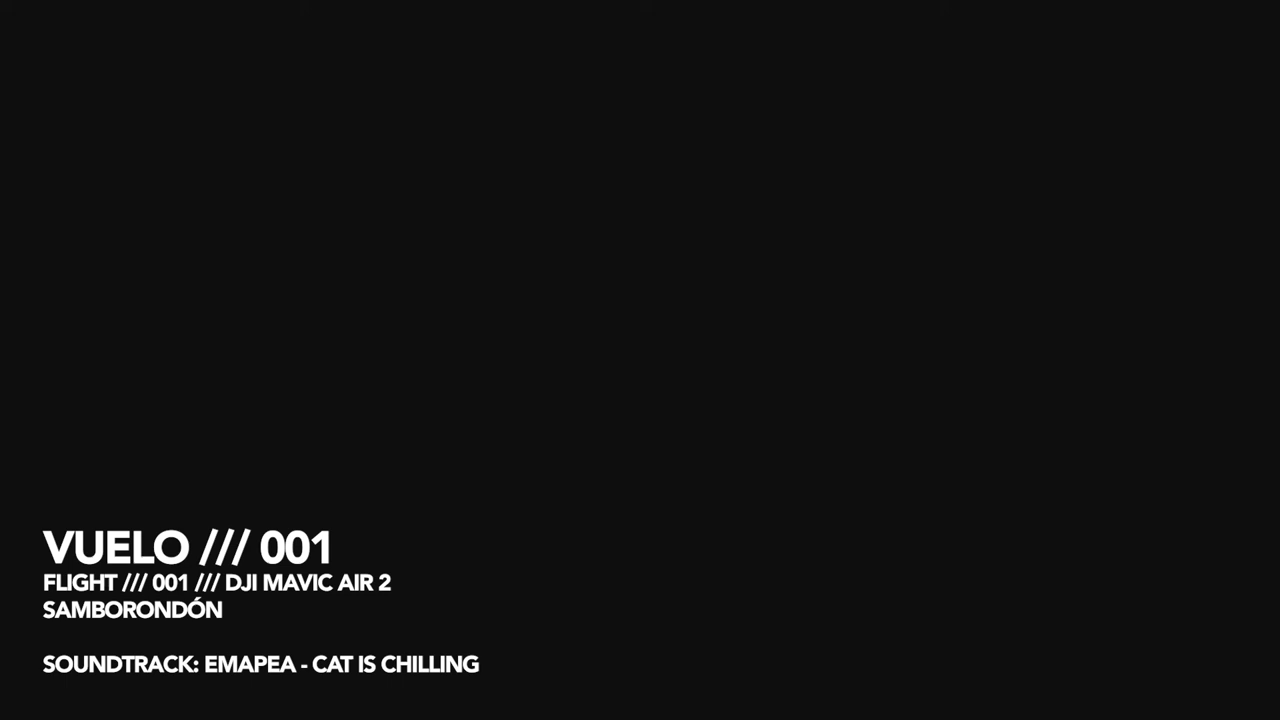 VUELO /// 001
FLIGHT /// 001 /// DJI MAVIC AIR 2
SAMBORONDÓN
SOUNDTRACK: EMAPEA - CAT IS CHILLING